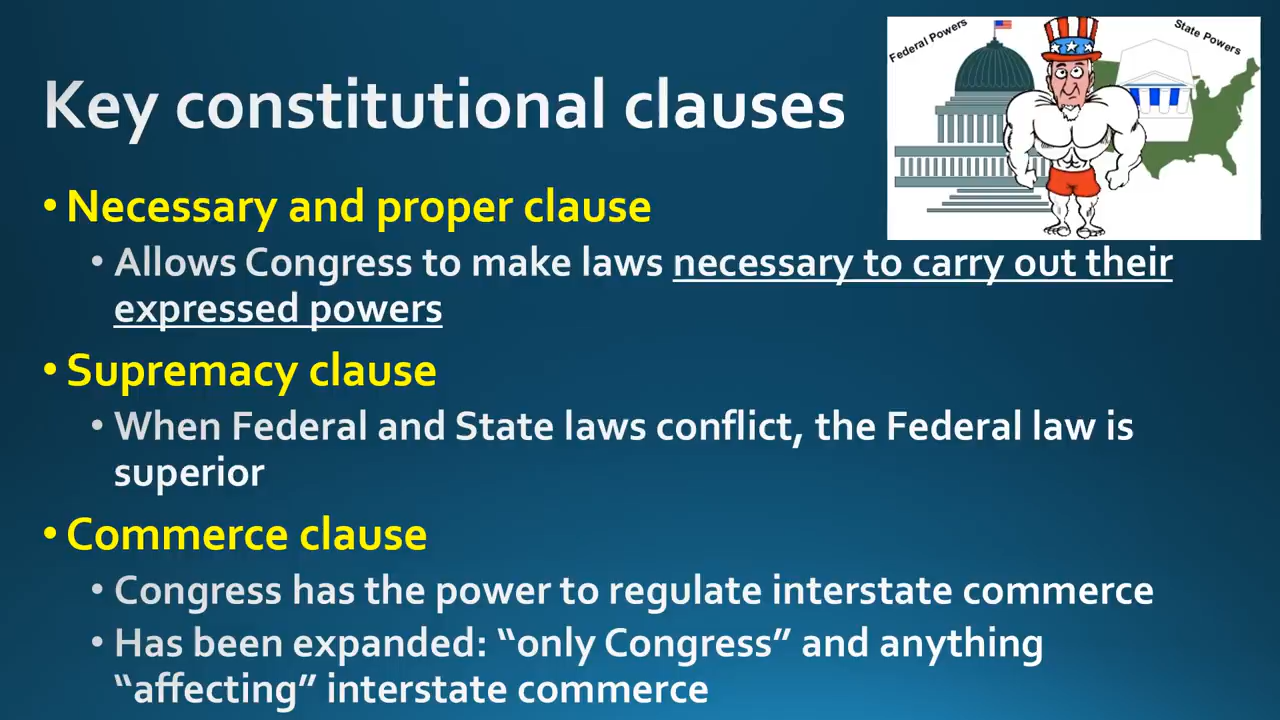 Federal Powers
State Powers
Key constitutional clauses
• Necessary and proper clause
• Allows Congress to make laws necessary to carry out their
expressed powers
• Supremacy clause
• When Federal and State laws conflict, the Federal law is
superior
• Commerce clause
• Congress has the power to regulate interstate commerce
• Has been expanded: “only Congress” and anything
“affecting” interstate commerce